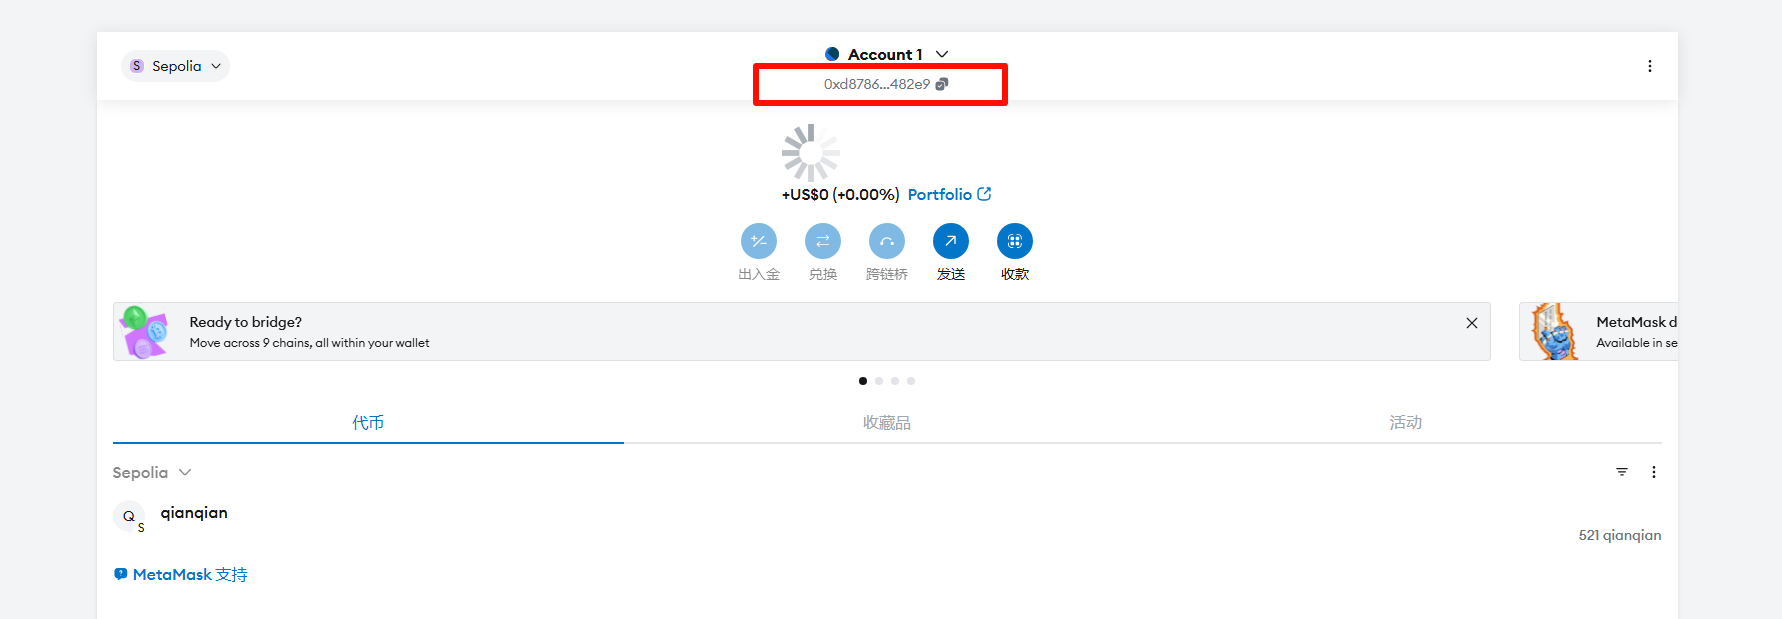 S Sepolia
Account 1
0xd8786...482e9
+US$0 (+0.00%) Portfolio
出入金 兑换 跨链桥 发送 收款
Ready to bridge?
Move across 9 chains, all within your wallet
MetaMask d
Available in se
代币 收藏品 活动
Sepolia
Q S qianqian
521 qianqian
MetaMask 支持